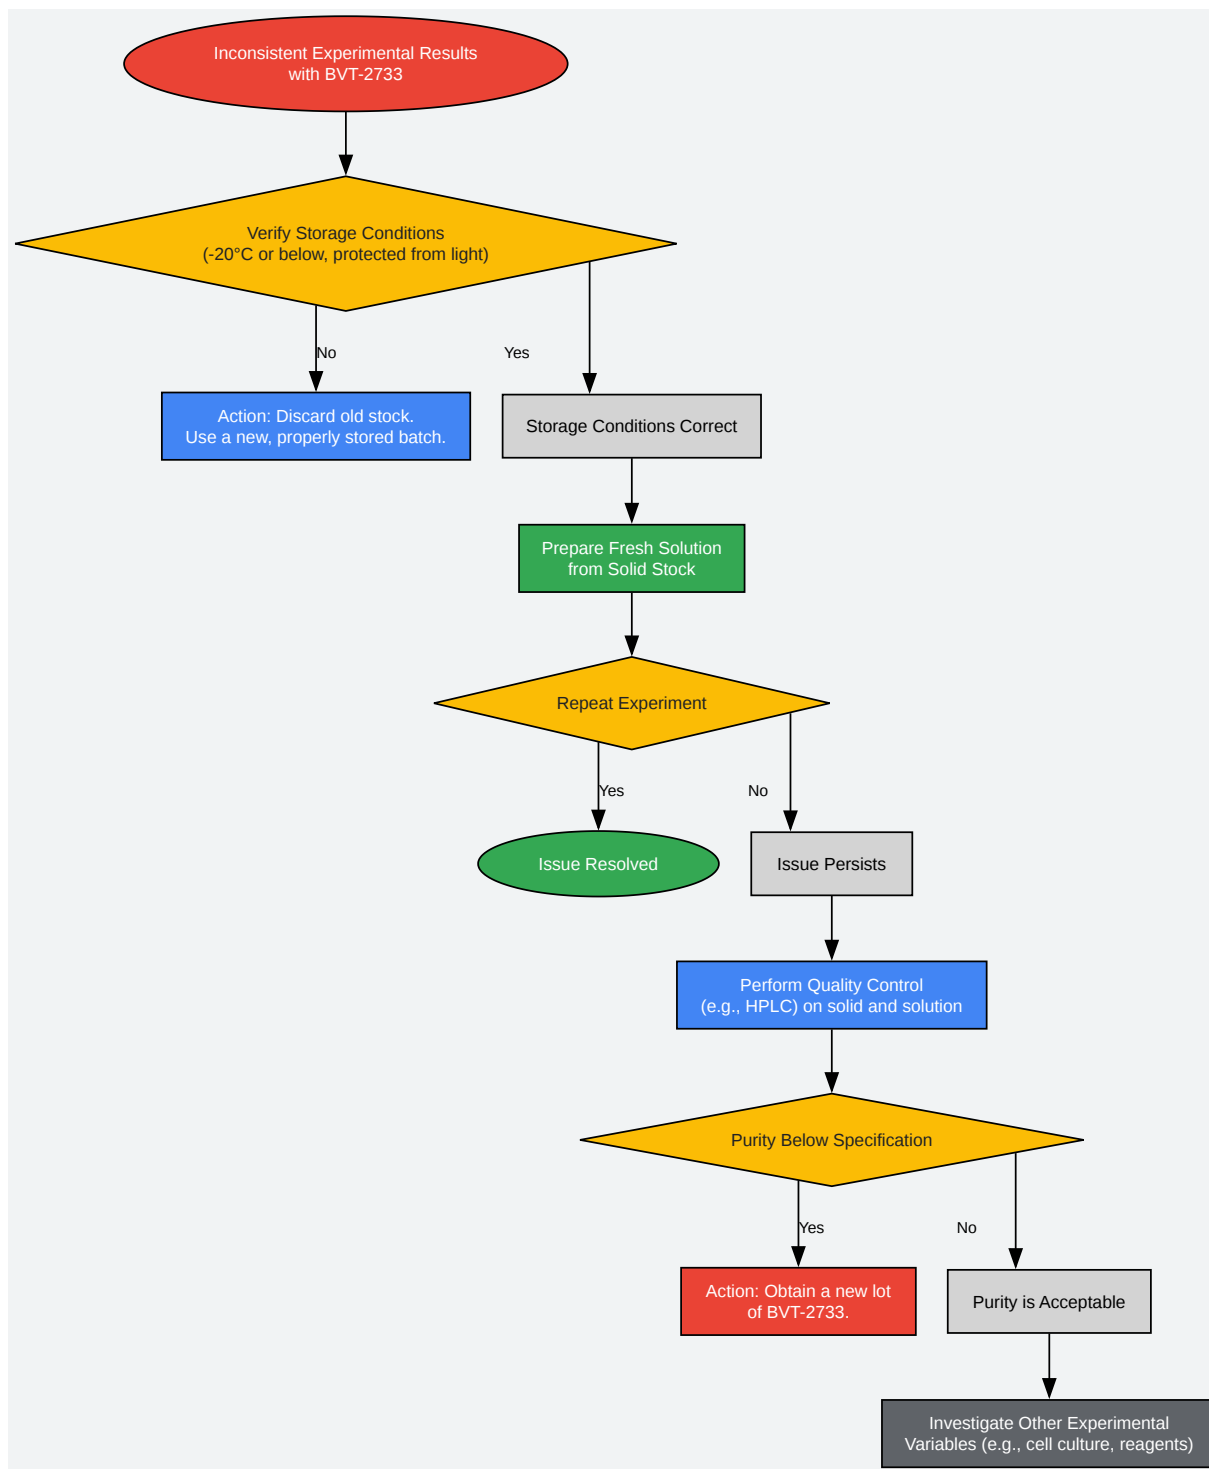 Inconsistent Experimental Results
with BVT-2733
Verify Storage Conditions
(-20°C or below, protected from light)
No
Yes
Action: Discard old stock.
Use a new, properly stored batch.
Storage Conditions Correct
Prepare Fresh Solution
from Solid Stock
Repeat Experiment
Yes
No
Issue Resolved
Issue Persists
Perform Quality Control
(e.g., HPLC) on solid and solution
Purity Below Specification
Yes
No
Action: Obtain a new lot
of BVT-2733.
Purity is Acceptable
Investigate Other Experimental
Variables (e.g., cell culture, reagents)